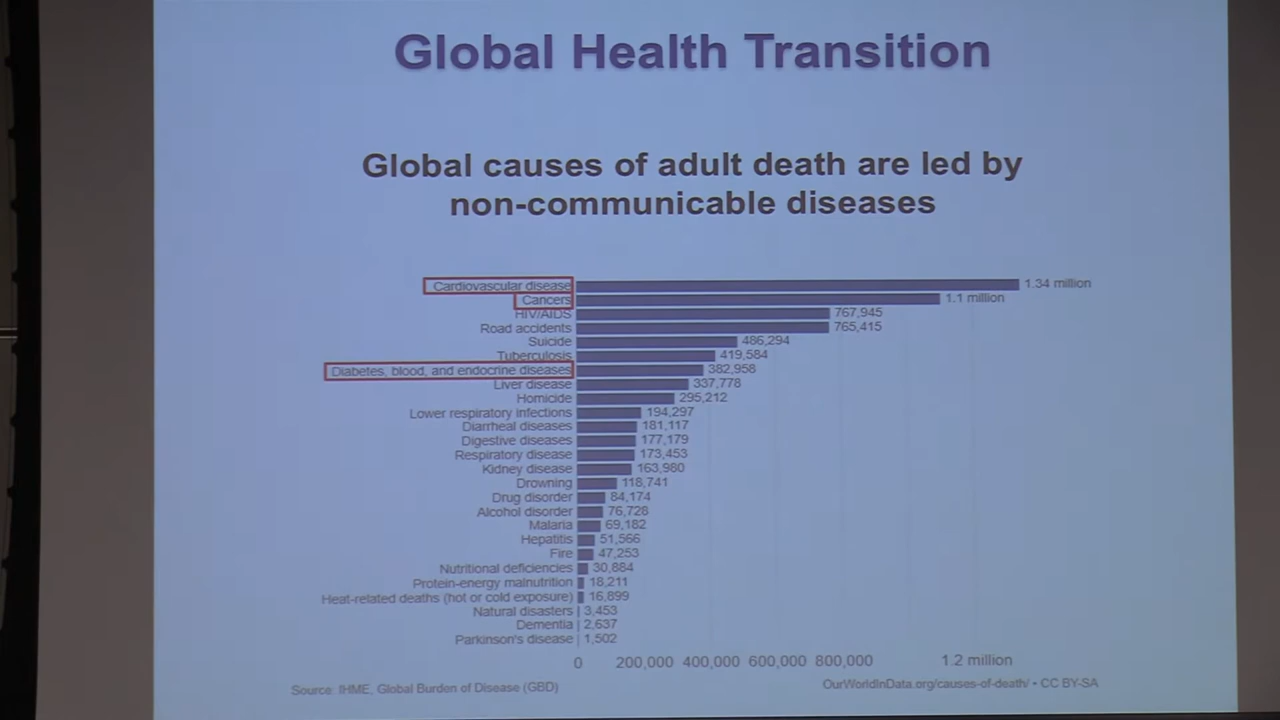 Global Health Transition
Global causes of adult death are led by
non-communicable diseases
Cardiovascular disease 1.34 million
Cancers 1.1 million
HIV/AIDS 767,945
Road accidents 765,415
Suicide 486,294
Tuberculosis 419,584
Diabetes, blood, and endocrine diseases 382,958
Liver disease 337,778
Homicide 295,212
Lower respiratory infections 194,297
Diarrheal diseases 181,117
Digestive diseases 177,179
Respiratory disease 173,453
Kidney disease 163,980
Drowning 118,741
Drug disorder 84,174
Alcohol disorder 76,728
Malaria 69,182
Hepatitis 51,566
Fire 47,253
Nutritional deficiencies 30,884
Protein-energy malnutrition 18,211
Heat-related deaths (hot or cold exposure) 16,899
Natural disasters 3,453
Dementia 2,637
Parkinson's disease 1,502
0 200,000 400,000 600,000 800,000 1.2 million
Source: IHME, Global Burden of Disease (GBD) OurWorldInData.org/causes-of-death/ • CC BY-SA